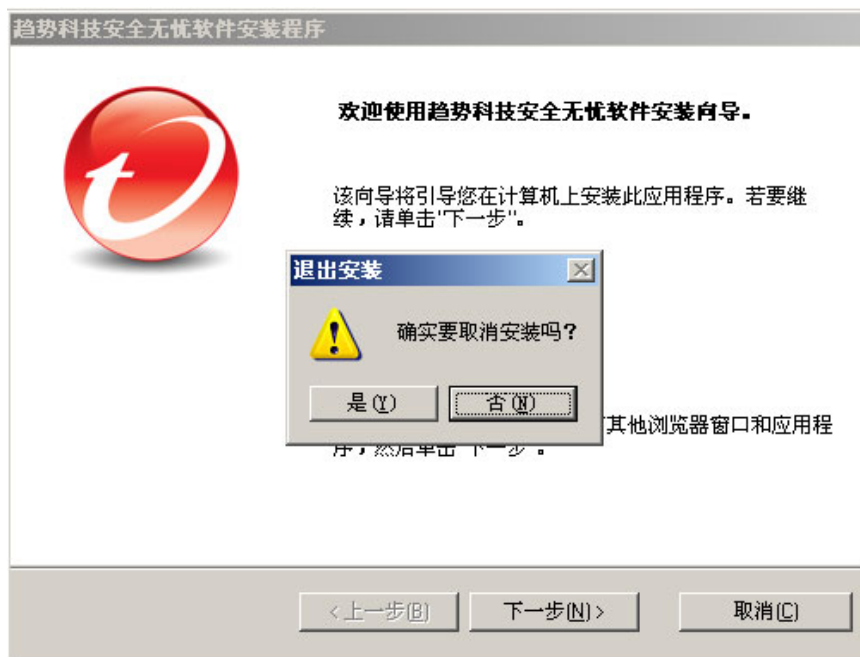 趋势科技安全无忧软件安装程序
欢迎使用趋势科技安全无忧软件安装向导。
该向导将引导您在计算机上安装此应用程序。若要继
续，请单击"下一步"。
退出安装
确实要取消安装吗?
是(Y)
否(N)
其他浏览器窗口和应用程
序，然后单击"下一步"。
<上一步(B)
下一步(N)>
取消(C)